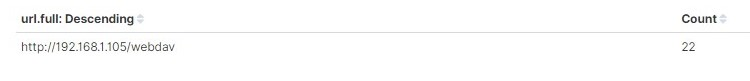 url.full: Descending Count
http://192.168.1.105/webdav 22